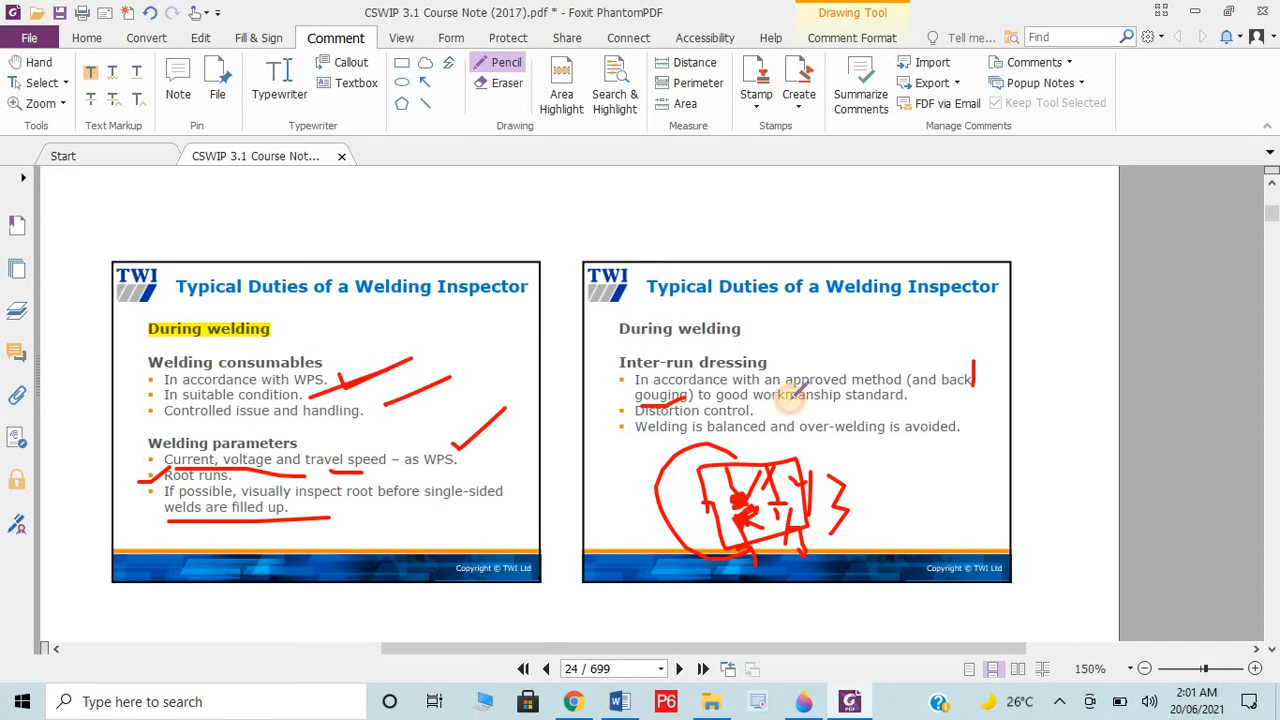 CSWIP 3.1 Course Note (2017).pdf * - Foxit PhantomPDF
Drawing Tool
File Home Convert Edit Fill & Sign Comment View Form Protect Share Connect Accessibility Help Comment Format Tell me... Find
Hand
Select
Zoom
Tools
Text Markup
Note
File
Pin
Typewriter
Callout
Textbox
Typewriter
Pencil
Eraser
Drawing
Area Highlight
Search & Highlight
Distance
Perimeter
Area
Measure
Stamp
Create
Stamps
Summarize Comments
Import
Export
FDF via Email
Comments
Popup Notes
Keep Tool Selected
Manage Comments
Start
CSWIP 3.1 Course Not...
TWI
Typical Duties of a Welding Inspector
During welding
Welding consumables
In accordance with WPS.
In suitable condition.
Controlled issue and handling.
Welding parameters
Current, voltage and travel speed – as WPS.
Root runs.
If possible, visually inspect root before single-sided
welds are filled up.
Copyright © TWI Ltd
TWI
Typical Duties of a Welding Inspector
During welding
Inter-run dressing
In accordance with an approved method (and back
gouging) to good workmanship standard.
Distortion control.
Welding is balanced and over-welding is avoided.
Copyright © TWI Ltd
24 / 699
150%
Type here to search
26°C
2:01 AM
20/06/2021